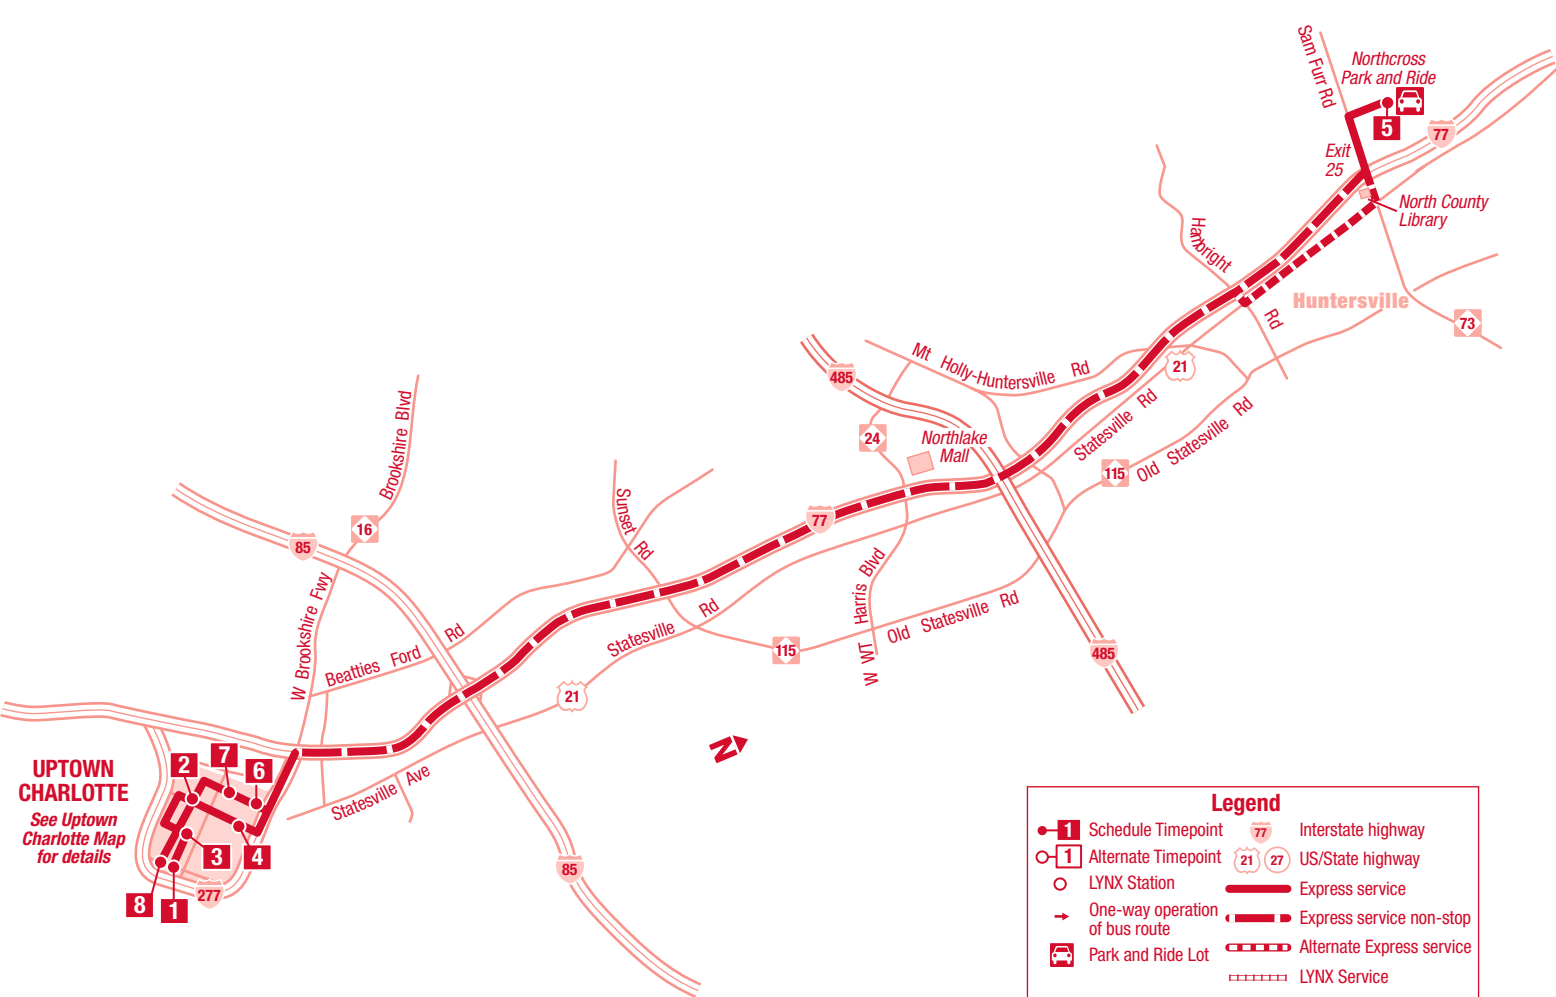 Sam Furr Rd
Northcross
Park and Ride
5
77
Exit
25
North County
Library
Hambright
Rd
Huntersville
73
485
Mt Holly-Huntersville Rd
21
24
Northlake
Mall
Statesville Rd
115
Old Statesville Rd
Brookshire Blvd
16
85
Sunset Rd
77
W Brookshire Fwy
Beatties Ford Rd
Statesville Rd
W WT Harris Blvd
115
Old Statesville Rd
485
21
N
UPTOWN
CHARLOTTE
See Uptown
Charlotte Map
for details
2
7
6
3
4
8
1
277
Statesville Ave
85
Legend
1 Schedule Timepoint
1 Alternate Timepoint
LYNX Station
One-way operation
of bus route
Park and Ride Lot
77 Interstate highway
21 27 US/State highway
Express service
Express service non-stop
Alternate Express service
LYNX Service